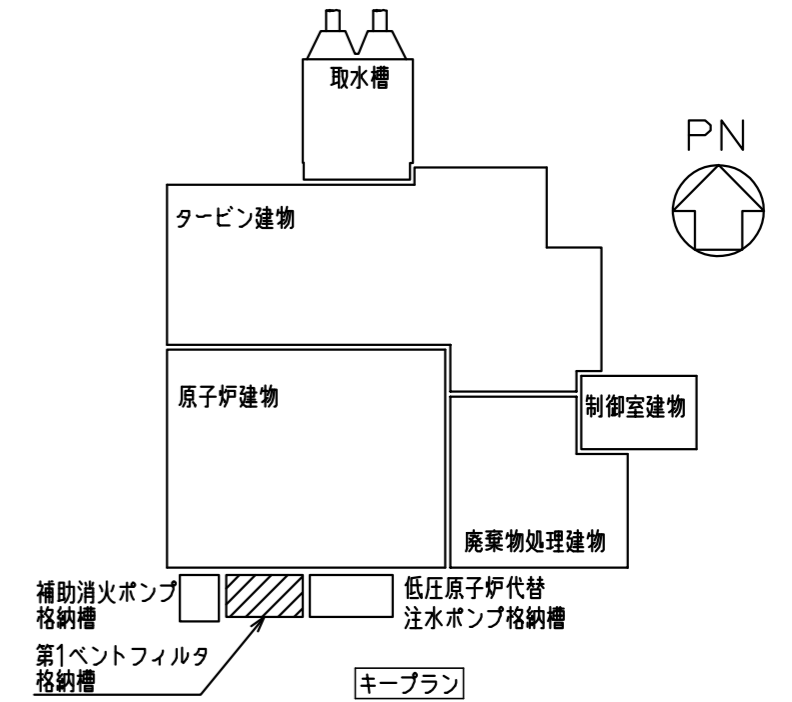 取水槽
PN
タービン建物
原子炉建物
制御室建物
廃棄物処理建物
補助消火ポンプ
格納槽
低圧原子炉代替
注水ポンプ格納槽
第1ベントフィルタ
格納槽
キープラン